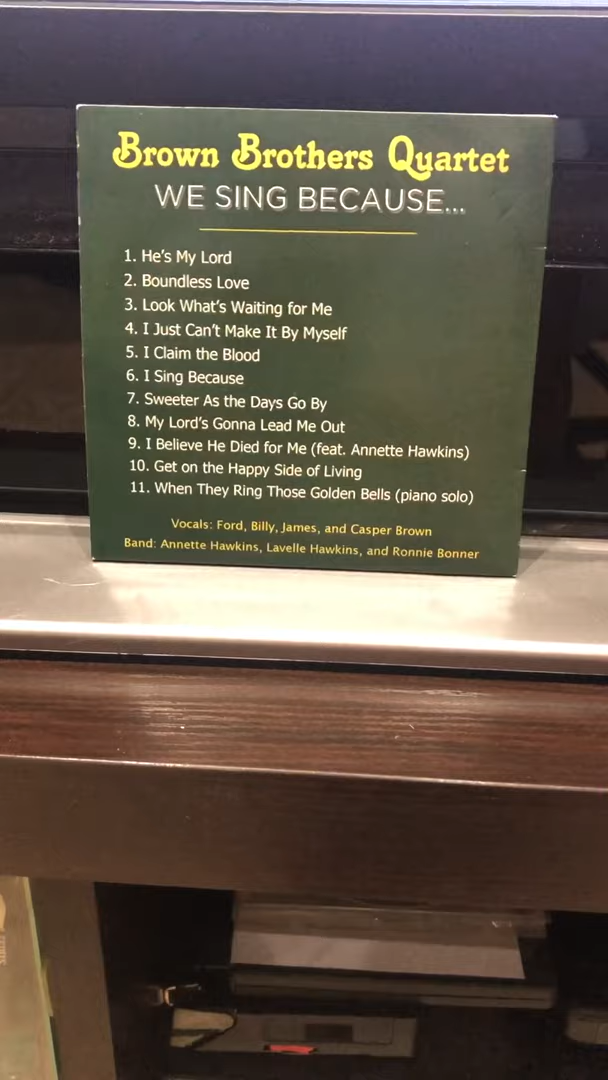 Brown Brothers Quartet
WE SING BECAUSE...
1. He's My Lord
2. Boundless Love
3. Look What's Waiting for Me
4. I Just Can't Make It By Myself
5. I Claim the Blood
6. I Sing Because
7. Sweeter As the Days Go By
8. My Lord's Gonna Lead Me Out
9. I Believe He Died for Me (feat. Annette Hawkins)
10. Get on the Happy Side of Living
11. When They Ring Those Golden Bells (piano solo)
Vocals: Ford, Billy, James, and Casper Brown
Band: Annette Hawkins, Lavelle Hawkins, and Ronnie Bonner